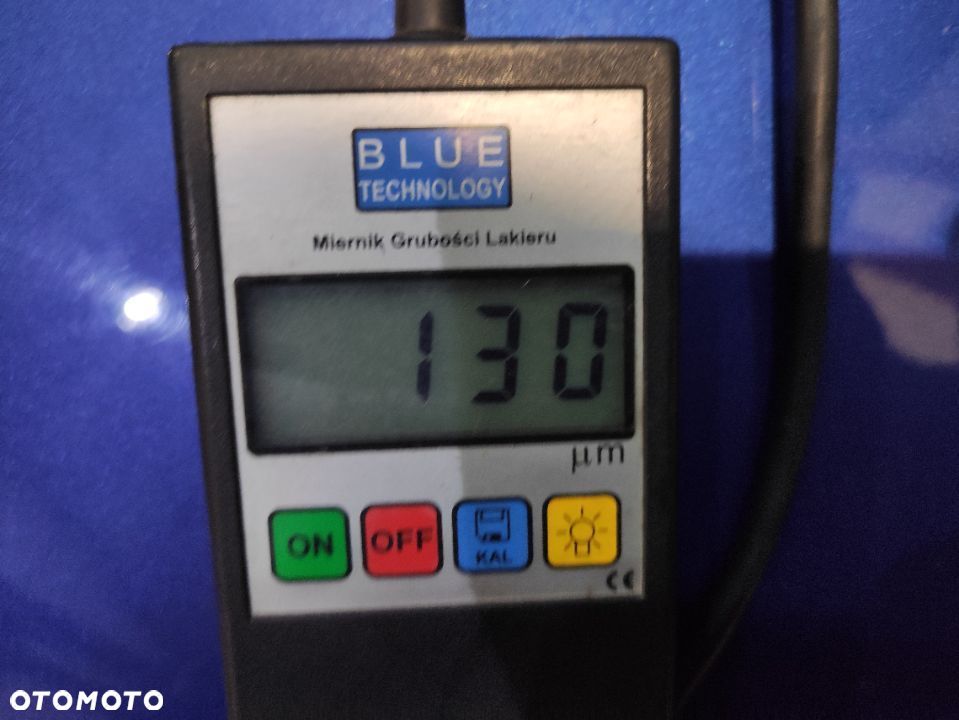 BLUE
TECHNOLOGY
Miernik Grubości Lakieru
130
µm
ON
OFF
KAL
CE
OTOMOTO